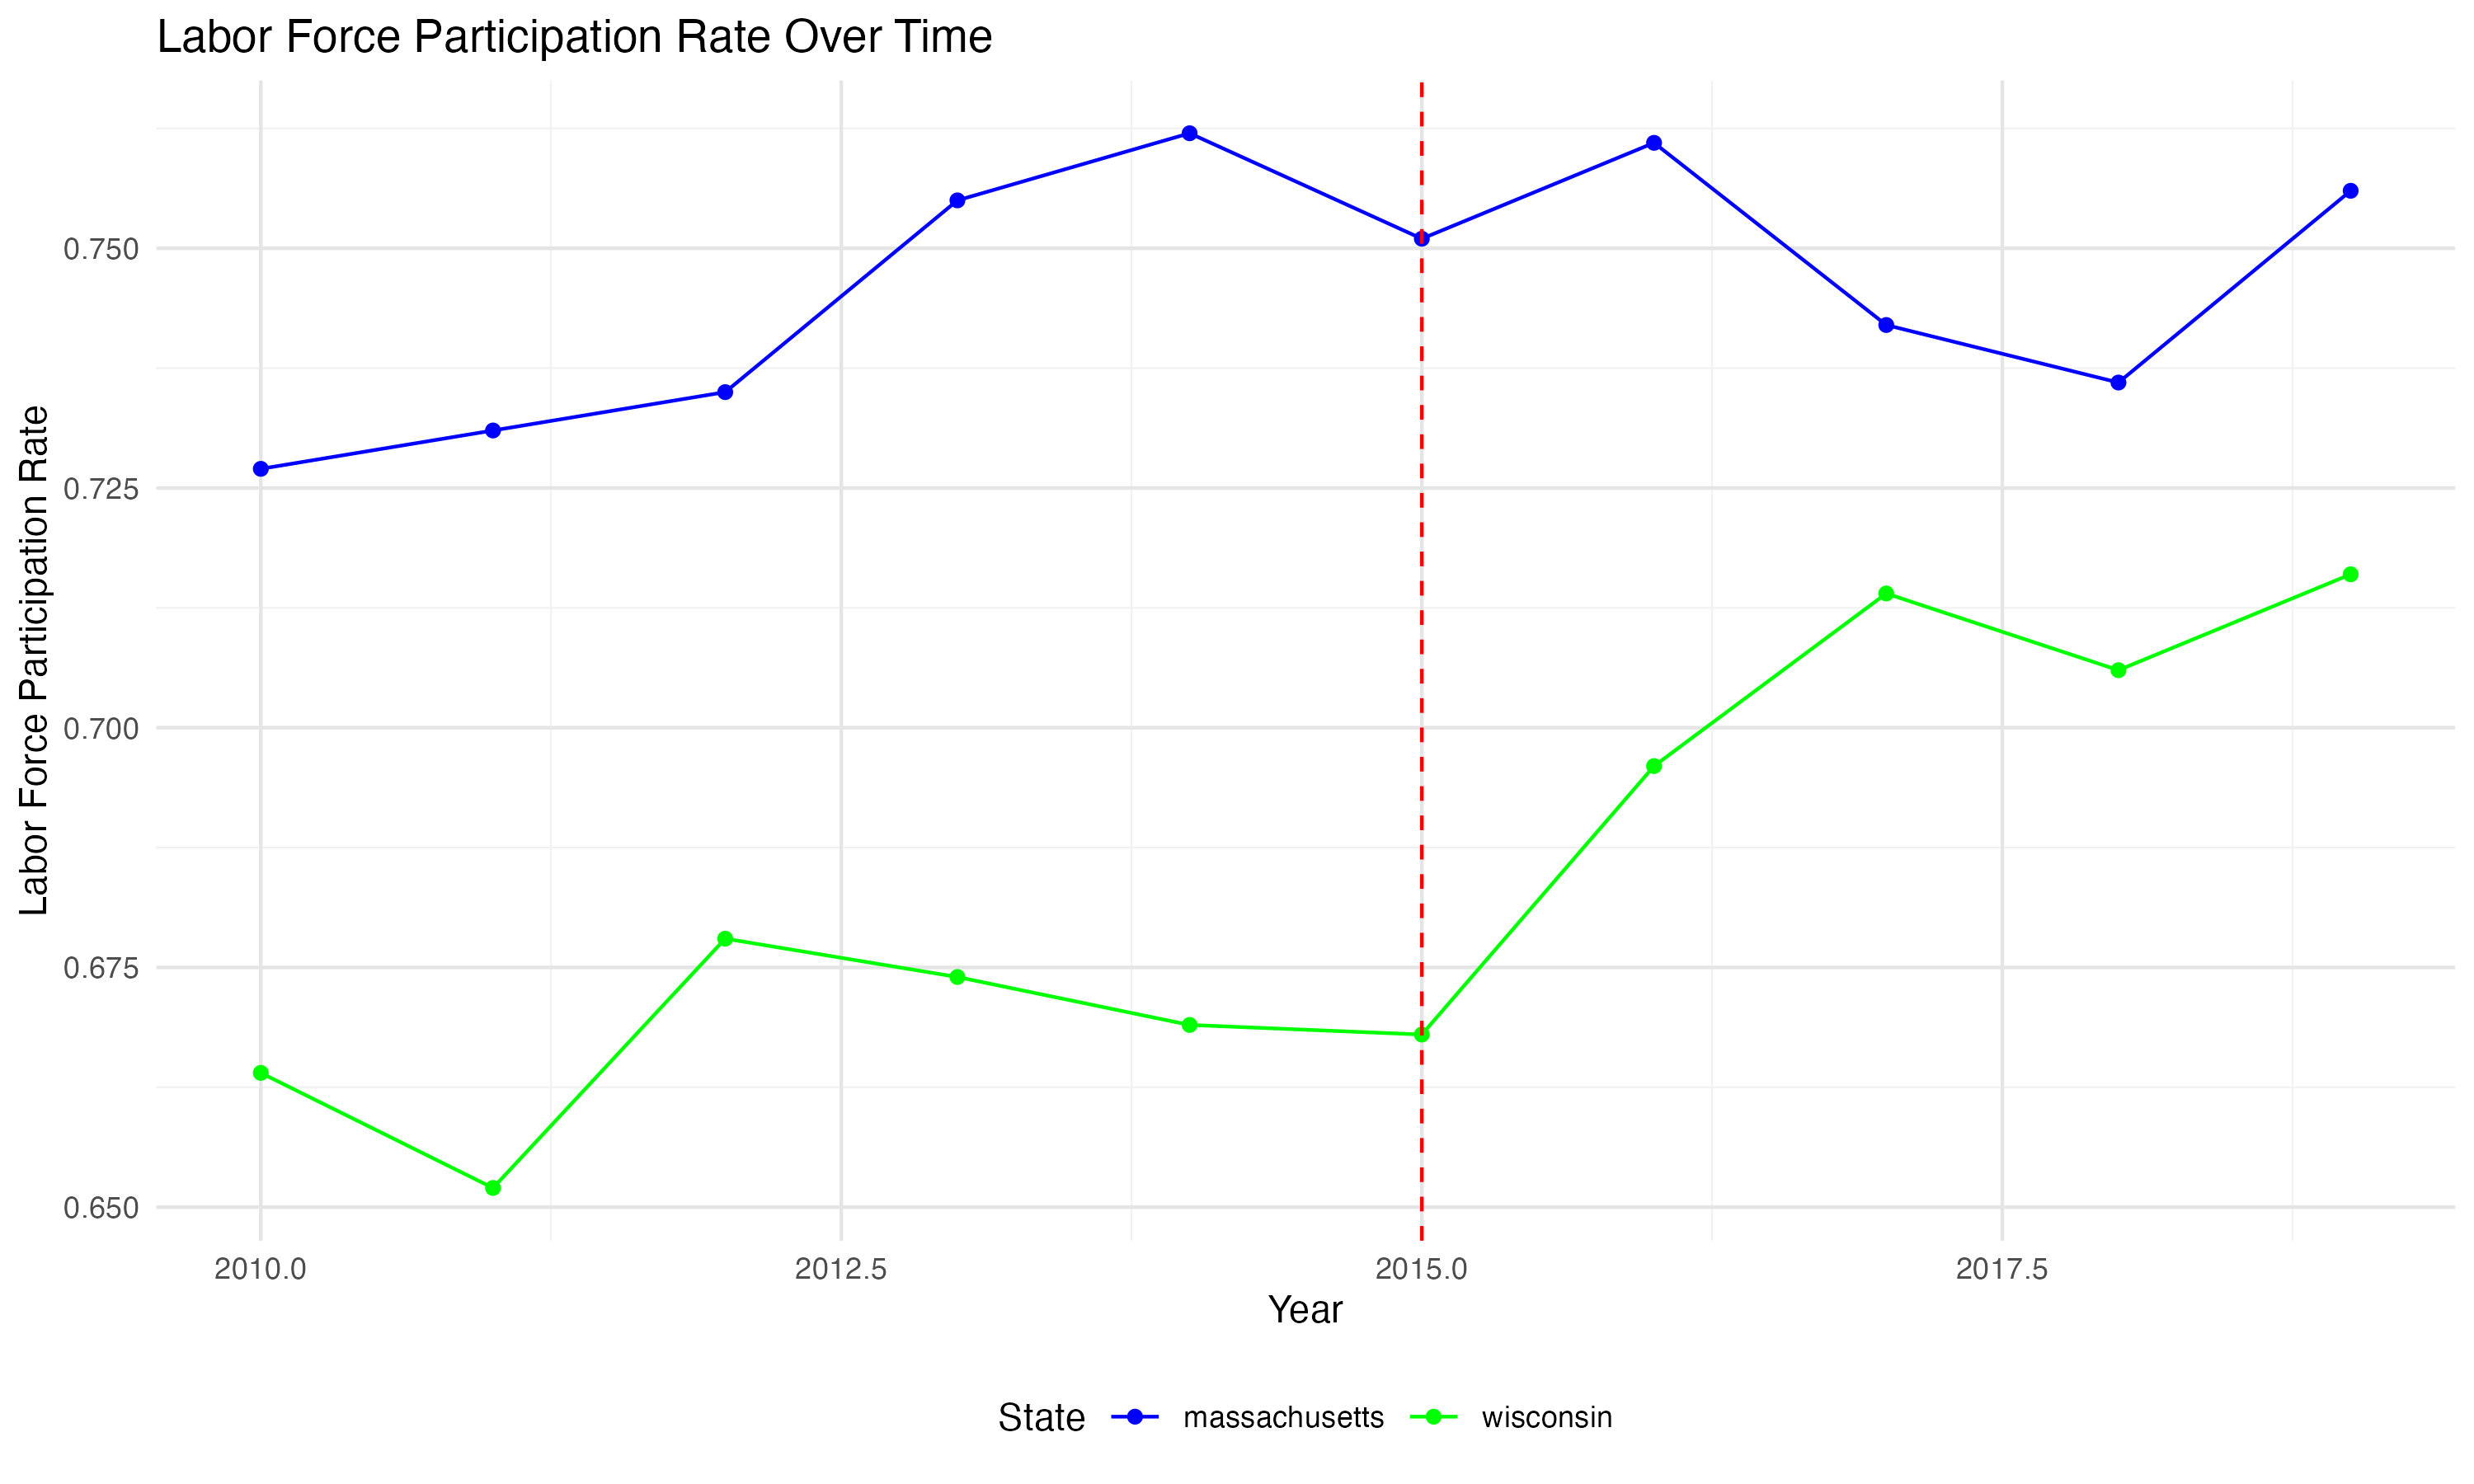 Labor Force Participation Rate Over Time
Labor Force Participation Rate
0.750
0.725
0.700
0.675
0.650
2010.0 2012.5 2015.0 2017.5
Year
State massachusetts wisconsin